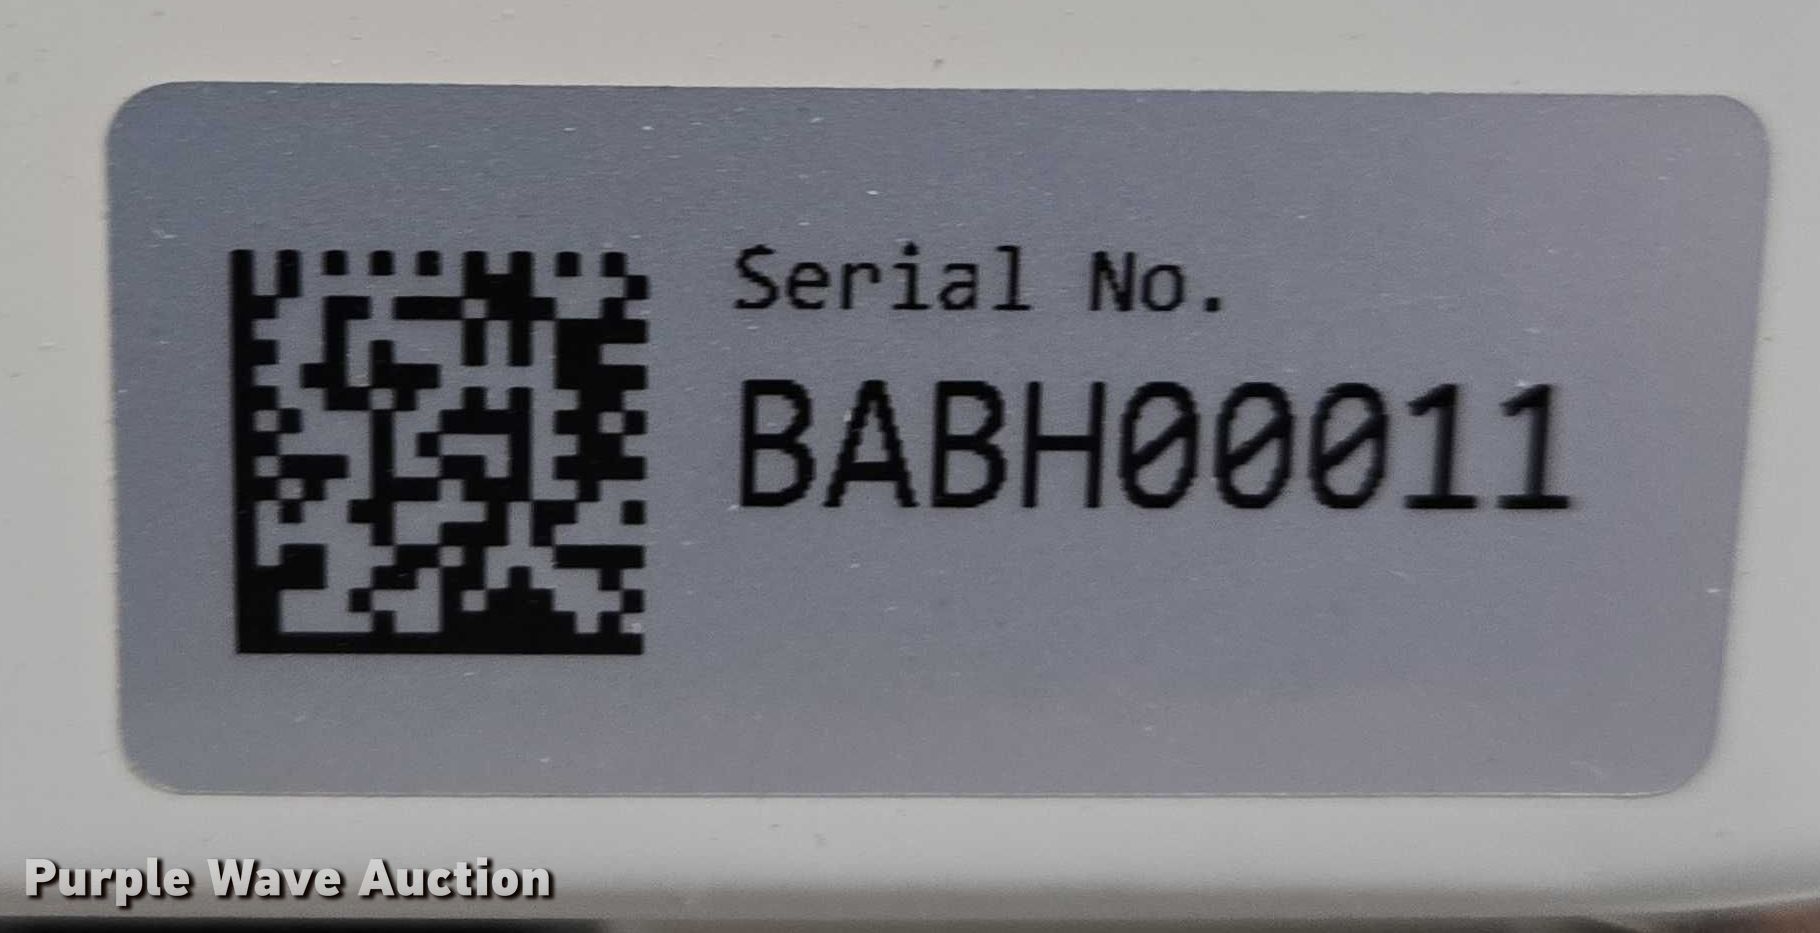 Serial No.
BABH00011
Purple Wave Auction